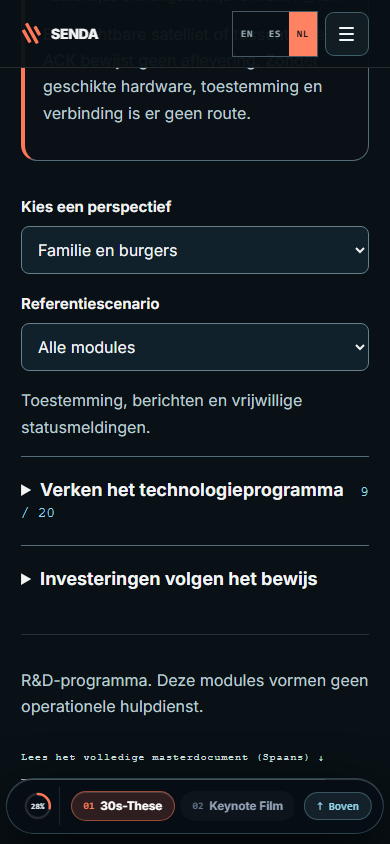 SENDA
EN ES NL
geschikte hardware, toestemming en
verbinding is er geen route.
Kies een perspectief
Familie en burgers
Referentiescenario
Alle modules
Toestemming, berichten en vrijwillige
statusmeldingen.
Verken het technologieprogramma 9
/ 20
Investeringen volgen het bewijs
R&D-programma. Deze modules vormen geen
operationele hulpdienst.
Lees het volledige masterdocument (Spaans) ↓
28% 01 30s-These 02 Keynote Film ↑ Boven